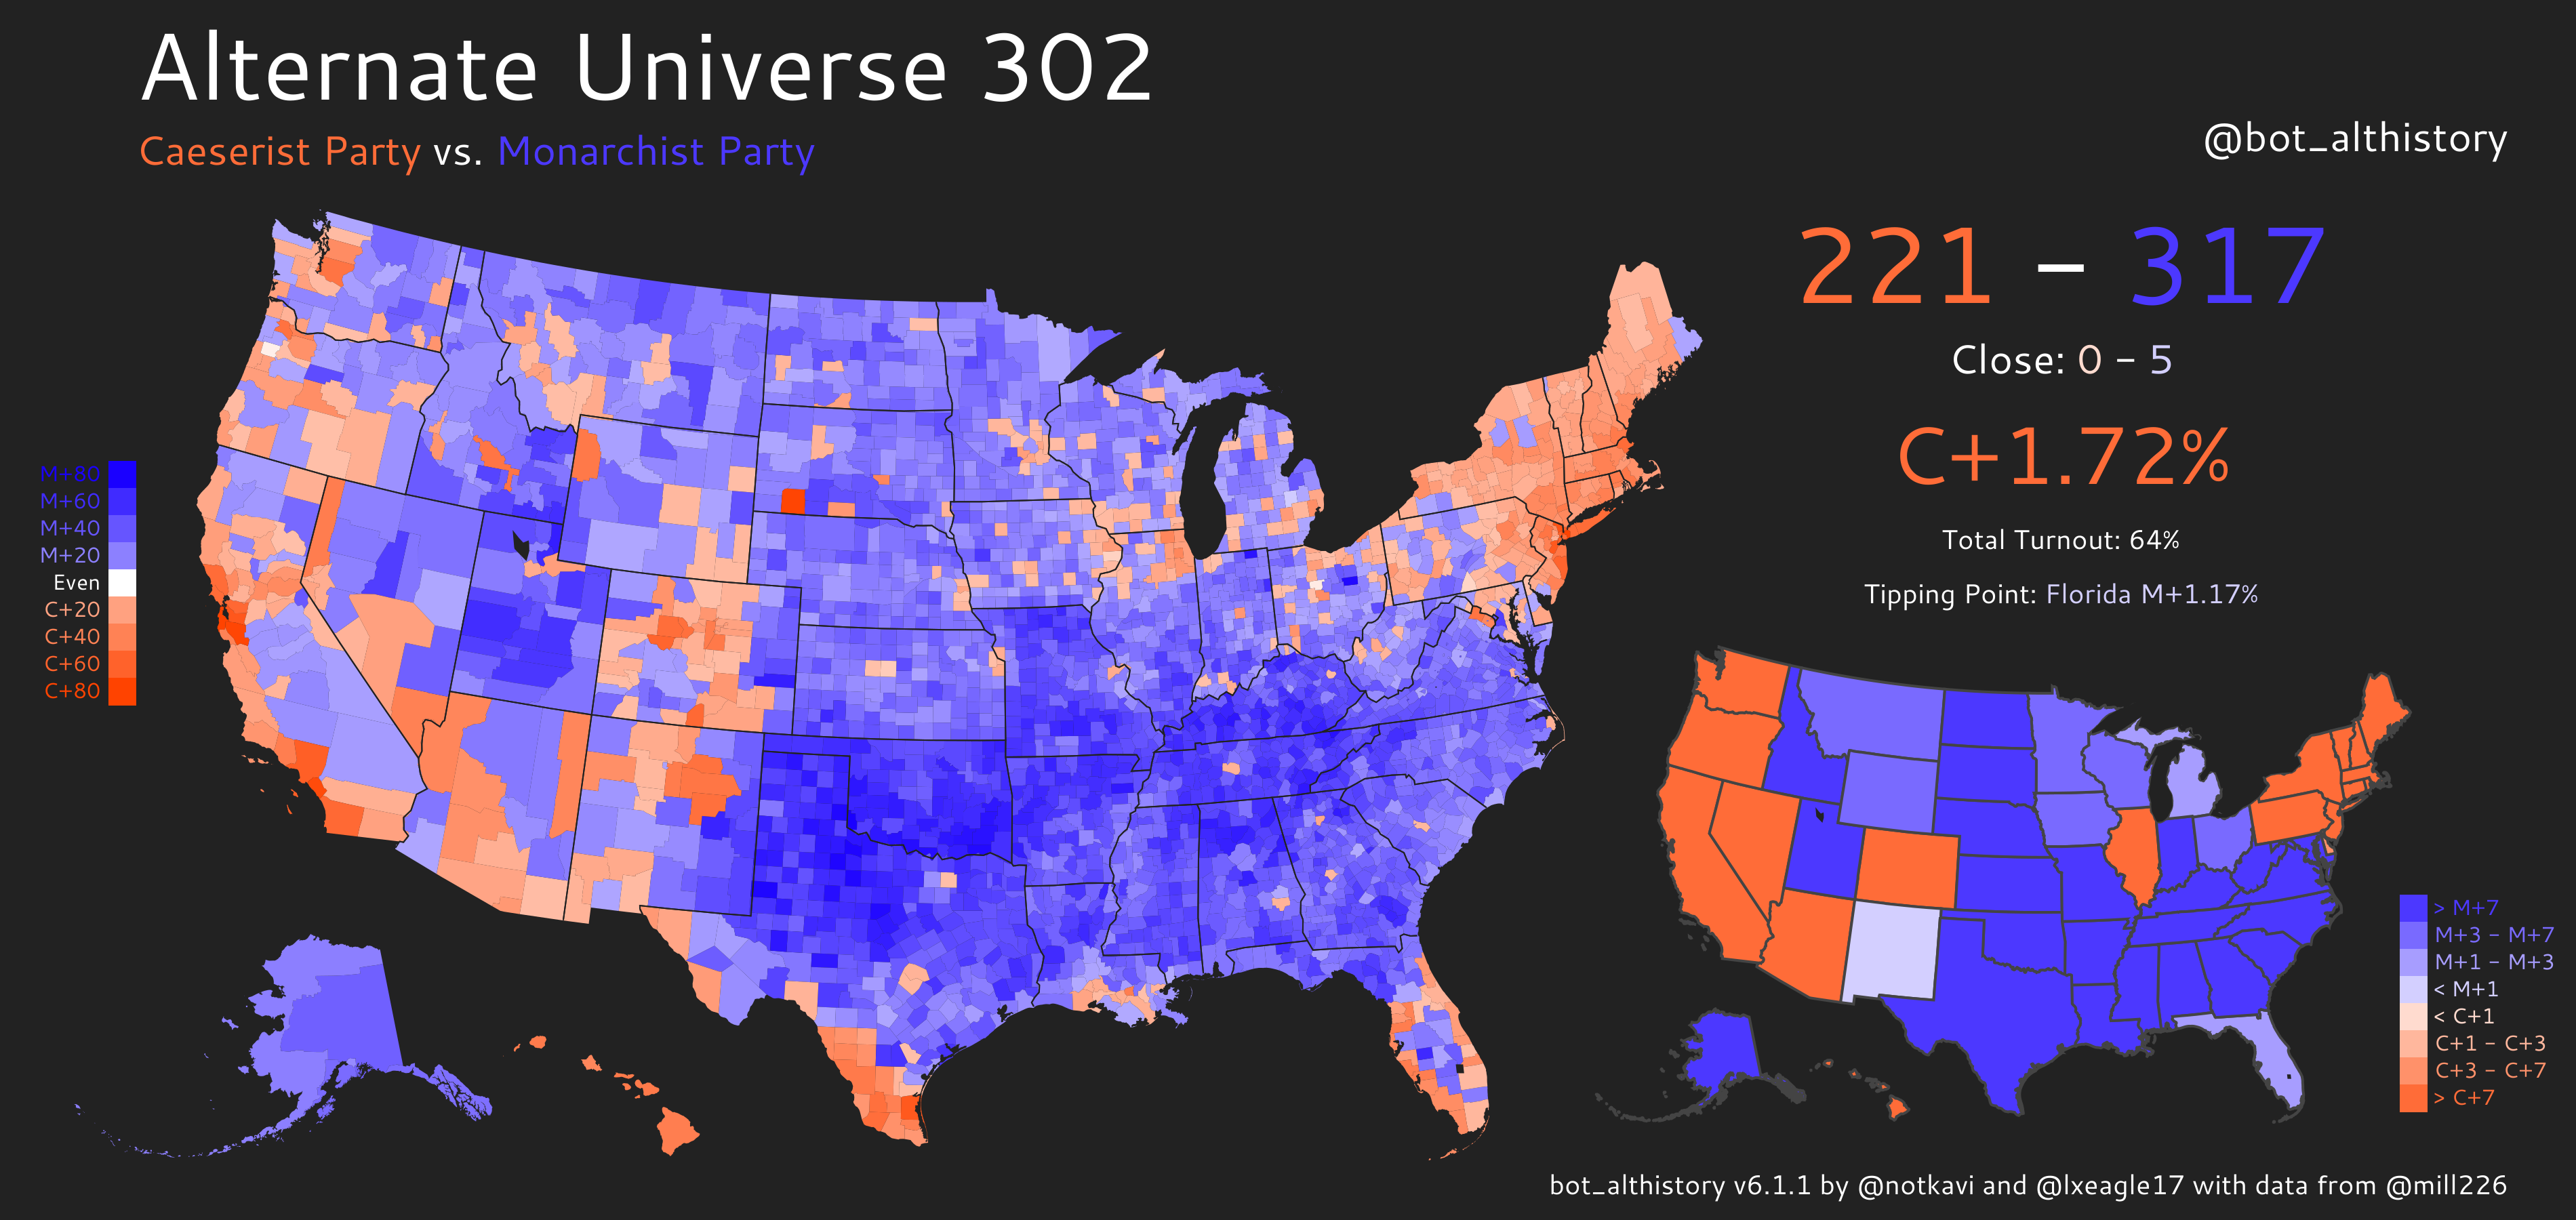 Alternate Universe 302
Caeserist Party vs. Monarchist Party
@bot_althistory
221 – 317
Close: 0 - 5
C+1.72%
Total Turnout: 64%
Tipping Point: Florida M+1.17%
M+80
M+60
M+40
M+20
Even
C+20
C+40
C+60
C+80
> M+7
M+3 - M+7
M+1 - M+3
< M+1
< C+1
C+1 - C+3
C+3 - C+7
> C+7
bot_althistory v6.1.1 by @notkavi and @lxeagle17 with data from @mill226